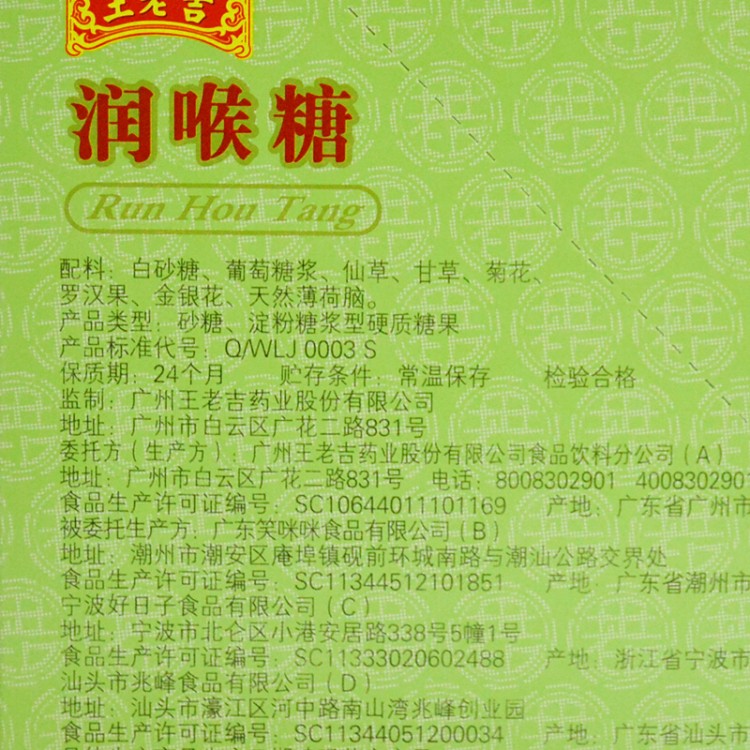 王老吉
润喉糖
Run Hou Tang
配料：白砂糖、葡萄糖浆、仙草、甘草、菊花、
罗汉果、金银花、天然薄荷脑。
产品类型：砂糖、淀粉糖浆型硬质糖果
产品标准代号：Q/WLJ 0003 S
保质期：24个月 贮存条件：常温保存 检验合格
监制：广州王老吉药业股份有限公司
地址：广州市白云区广花二路831号
委托方（生产方）：广州王老吉药业股份有限公司食品饮料分公司（A）
地址：广州市白云区广花二路831号 电话：8008302901 4008302901
食品生产许可证编号：SC10644011101169 产地：广东省广州市
被委托生产方：广东笑咪咪食品有限公司（B）
地址：潮州市潮安区庵埠镇砚前环城南路与潮汕公路交界处
食品生产许可证编号：SC11344512101851 产地：广东省潮州市
宁波好日子食品有限公司（C）
地址：宁波市北仑区小港安居路338号5幢1号
食品生产许可证编号：SC11333020602488 产地：浙江省宁波市
汕头市兆峰食品有限公司（D）
地址：汕头市濠江区河中路南山湾兆峰创业园
食品生产许可证编号：SC11344051200034 产地：广东省汕头市